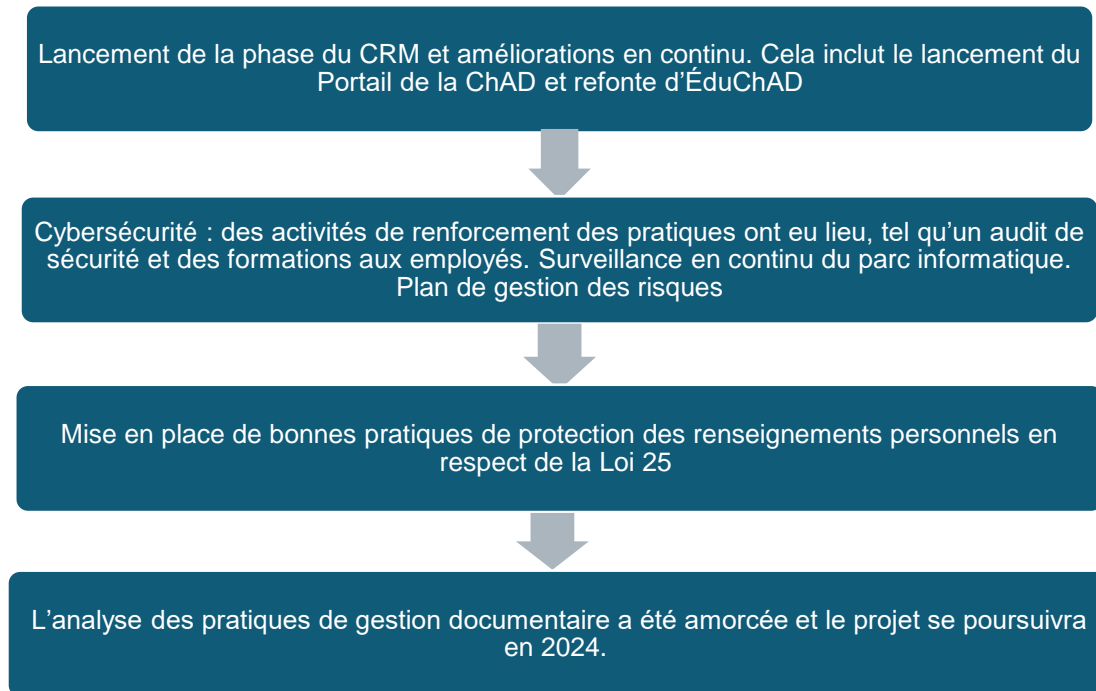 Lancement de la phase du CRM et améliorations en continu. Cela inclut le lancement du
Portail de la ChAD et refonte d’ÉduChAD
Cybersécurité : des activités de renforcement des pratiques ont eu lieu, tel qu’un audit de
sécurité et des formations aux employés. Surveillance en continu du parc informatique.
Plan de gestion des risques
Mise en place de bonnes pratiques de protection des renseignements personnels en
respect de la Loi 25
L’analyse des pratiques de gestion documentaire a été amorcée et le projet se poursuivra
en 2024.